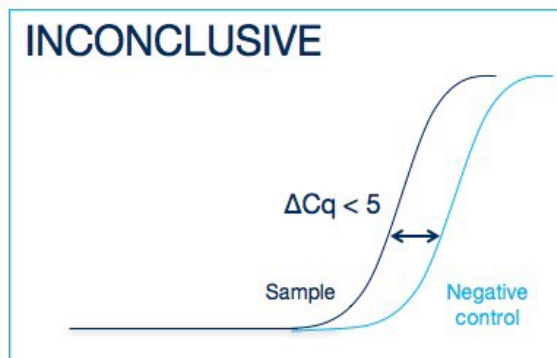 INCONCLUSIVE
ΔCq < 5
Sample
Negative
control